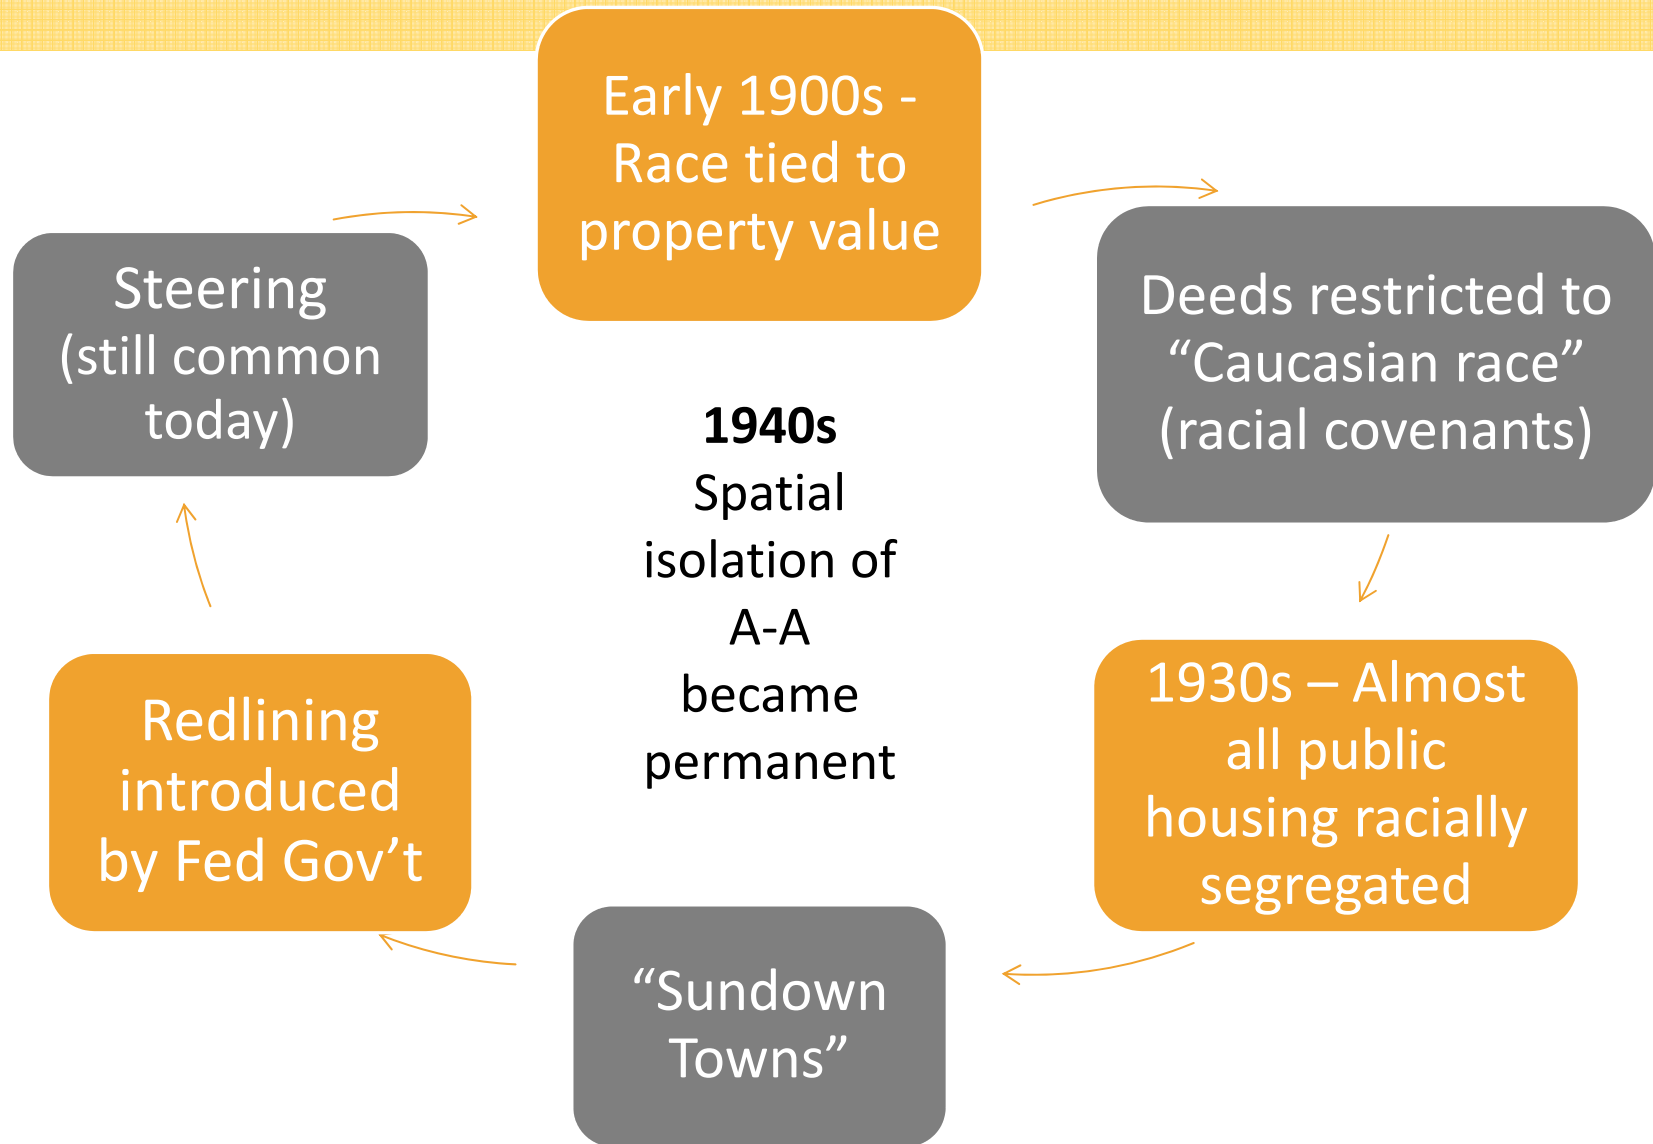 Early 1900s -
Race tied to
property value
Deeds restricted to
“Caucasian race”
(racial covenants)
1930s – Almost
all public
housing racially
segregated
“Sundown
Towns”
Redlining
introduced
by Fed Gov’t
Steering
(still common
today)
1940s
Spatial
isolation of
A-A
became
permanent